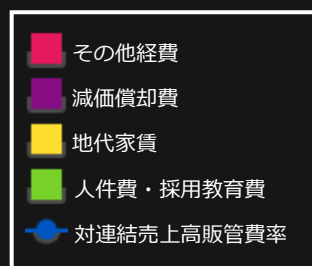 その他経費
減価償却費
地代家賃
人件費・採用教育費
対連結売上高販管費率